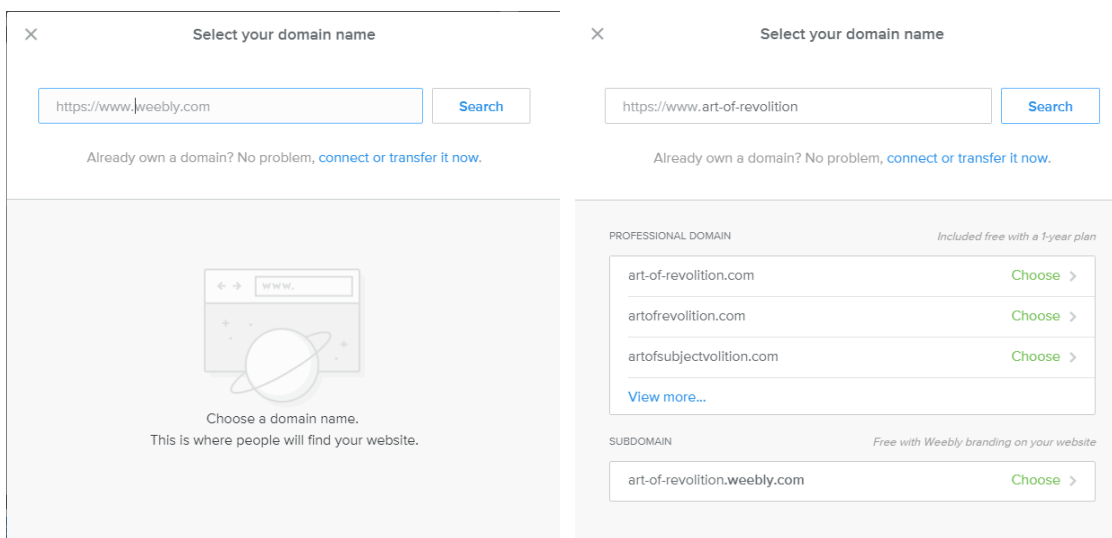 Select your domain name
https://www.weebly.com
Search
Already own a domain? No problem, connect or transfer it now.
www.
Choose a domain name.
This is where people will find your website.
Select your domain name
https://www.art-of-revolition
Search
Already own a domain? No problem, connect or transfer it now.
PROFESSIONAL DOMAIN
Included free with a 1-year plan
art-of-revolition.com
Choose
artofrevolition.com
Choose
artofsubjectvolition.com
Choose
View more...
SUBDOMAIN
Free with Weebly branding on your website
art-of-revolition.weebly.com
Choose